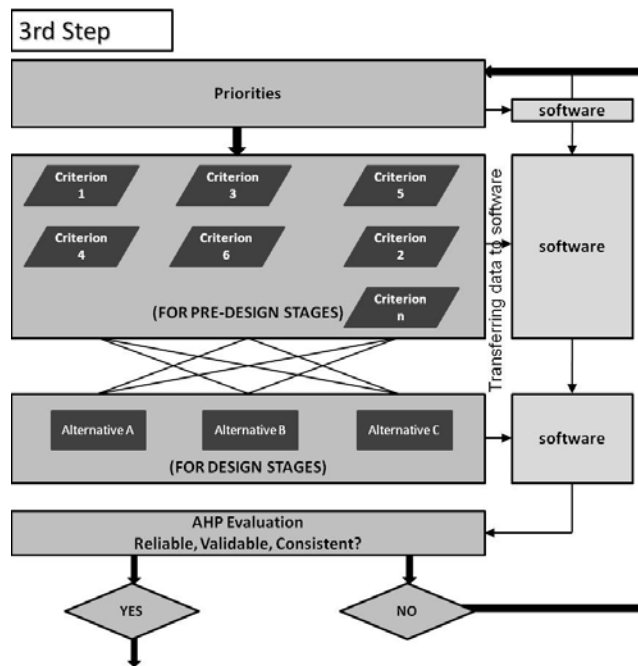 3rd Step
Priorities
software
Criterion
1
Criterion
3
Criterion
5
Criterion
4
Criterion
6
Criterion
2
Criterion
n
(FOR PRE-DESIGN STAGES)
Transferring data to software
software
Alternative A
Alternative B
Alternative C
(FOR DESIGN STAGES)
software
AHP Evaluation
Reliable, Validable, Consistent?
YES
NO